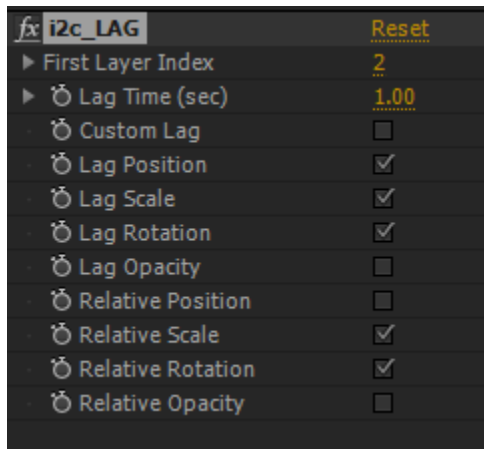 fx i2c_LAG Reset
First Layer Index 2
Lag Time (sec) 1.00
Custom Lag
Lag Position
Lag Scale
Lag Rotation
Lag Opacity
Relative Position
Relative Scale
Relative Rotation
Relative Opacity